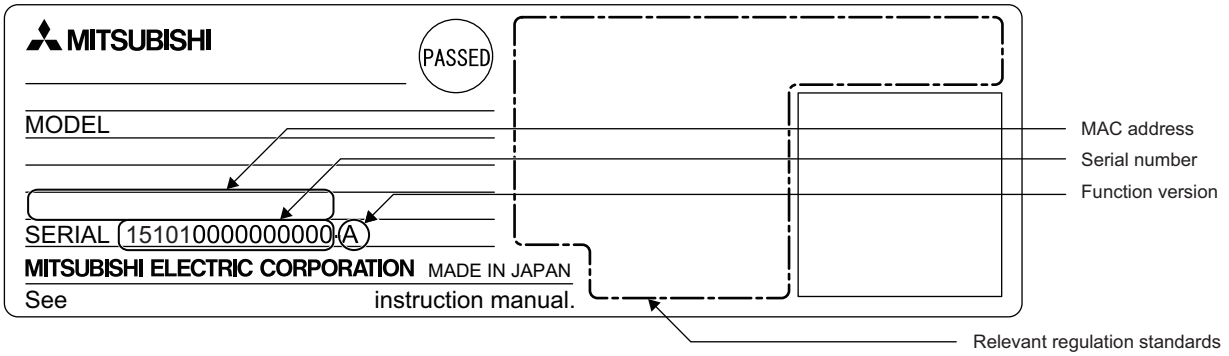 MITSUBISHI
PASSED
MODEL
MAC address
Serial number
Function version
SERIAL 151010000000000-A
MITSUBISHI ELECTRIC CORPORATION MADE IN JAPAN
See instruction manual.
Relevant regulation standards